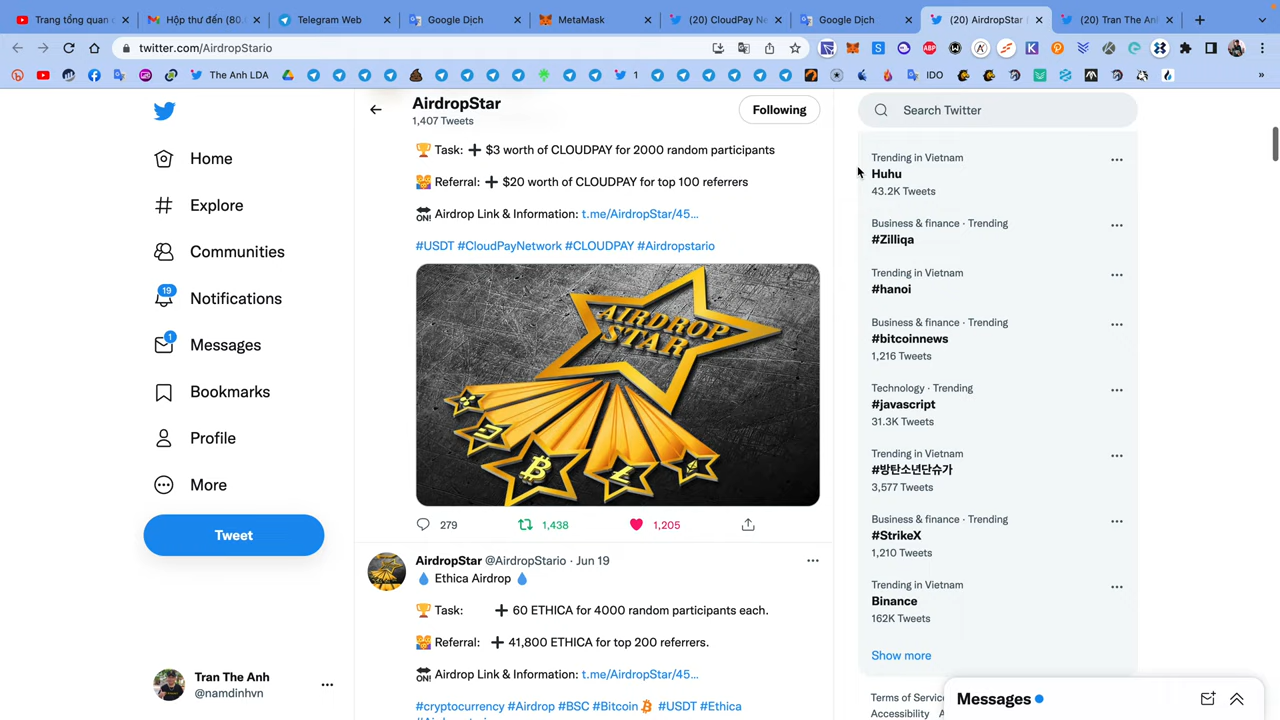 Trang tổng quan c
Hộp thư đến (80.
Telegram Web
Google Dịch
MetaMask
(20) CloudPay Ne
Google Dịch
(20) AirdropStar
(20) Tran The Anh
twitter.com/AirdropStario
ABP
The Anh LDA
1
IDO
»
AirdropStar
1,407 Tweets
Following
Search Twitter
Home
Explore
Communities
19
Notifications
1
Messages
Bookmarks
Profile
More
Tweet
Tran The Anh
@namdinhvn
🏆 Task: ➕ $3 worth of CLOUDPAY for 2000 random participants
Referral: ➕ $20 worth of CLOUDPAY for top 100 referrers
🔛 Airdrop Link & Information: t.me/AirdropStar/45...
#USDT #CloudPayNetwork #CLOUDPAY #Airdropstario
AIRDROP
STAR
279
1,438
1,205
AirdropStar @AirdropStario · Jun 19
💧 Ethica Airdrop 💧
🏆 Task: ➕ 60 ETHICA for 4000 random participants each.
Referral: ➕ 41,800 ETHICA for top 200 referrers.
🔛 Airdrop Link & Information: t.me/AirdropStar/45...
#cryptocurrency #Airdrop #BSC #Bitcoin #USDT #Ethica
Trending in Vietnam
Huhu
43.2K Tweets
Business & finance · Trending
#Zilliqa
Trending in Vietnam
#hanoi
Business & finance · Trending
#bitcoinnews
1,216 Tweets
Technology · Trending
#javascript
31.3K Tweets
Trending in Vietnam
#방탄소년단슈가
3,577 Tweets
Business & finance · Trending
#StrikeX
1,210 Tweets
Trending in Vietnam
Binance
162K Tweets
Show more
Terms of Service
Accessibility
Messages